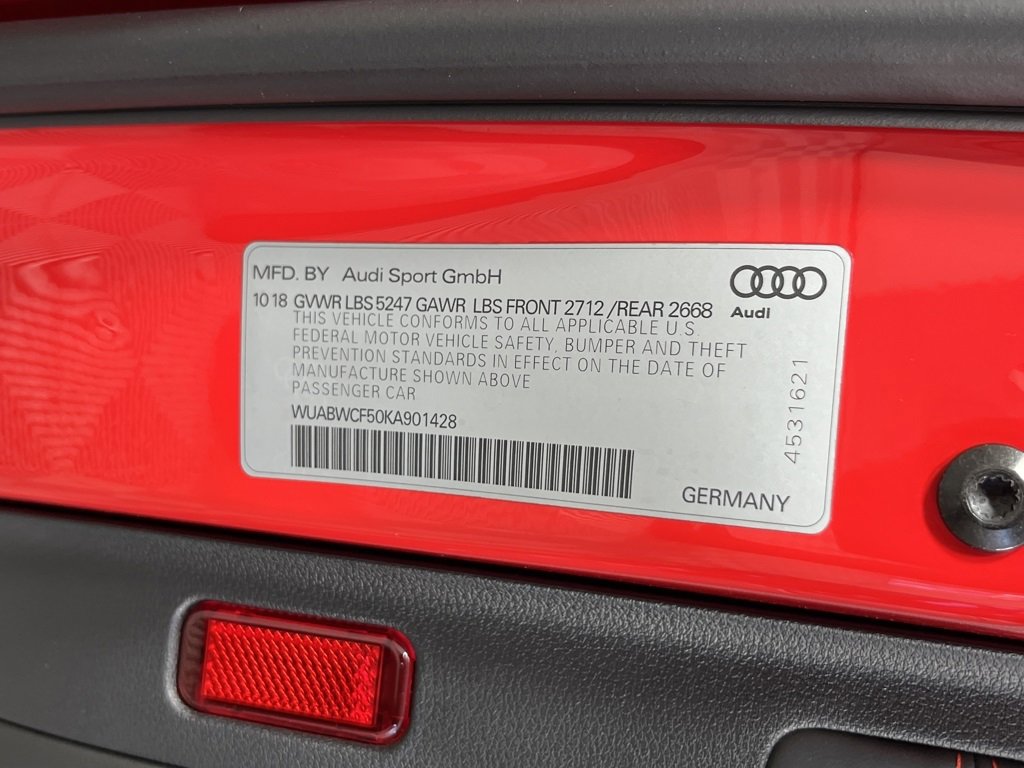 MFD. BY Audi Sport GmbH
Audi
10 18 GVWR LBS 5247 GAWR LBS FRONT 2712 /REAR 2668
THIS VEHICLE CONFORMS TO ALL APPLICABLE U.S.
FEDERAL MOTOR VEHICLE SAFETY, BUMPER AND THEFT
PREVENTION STANDARDS IN EFFECT ON THE DATE OF
MANUFACTURE SHOWN ABOVE
PASSENGER CAR
WUABWCF50KA901428
4531621
GERMANY